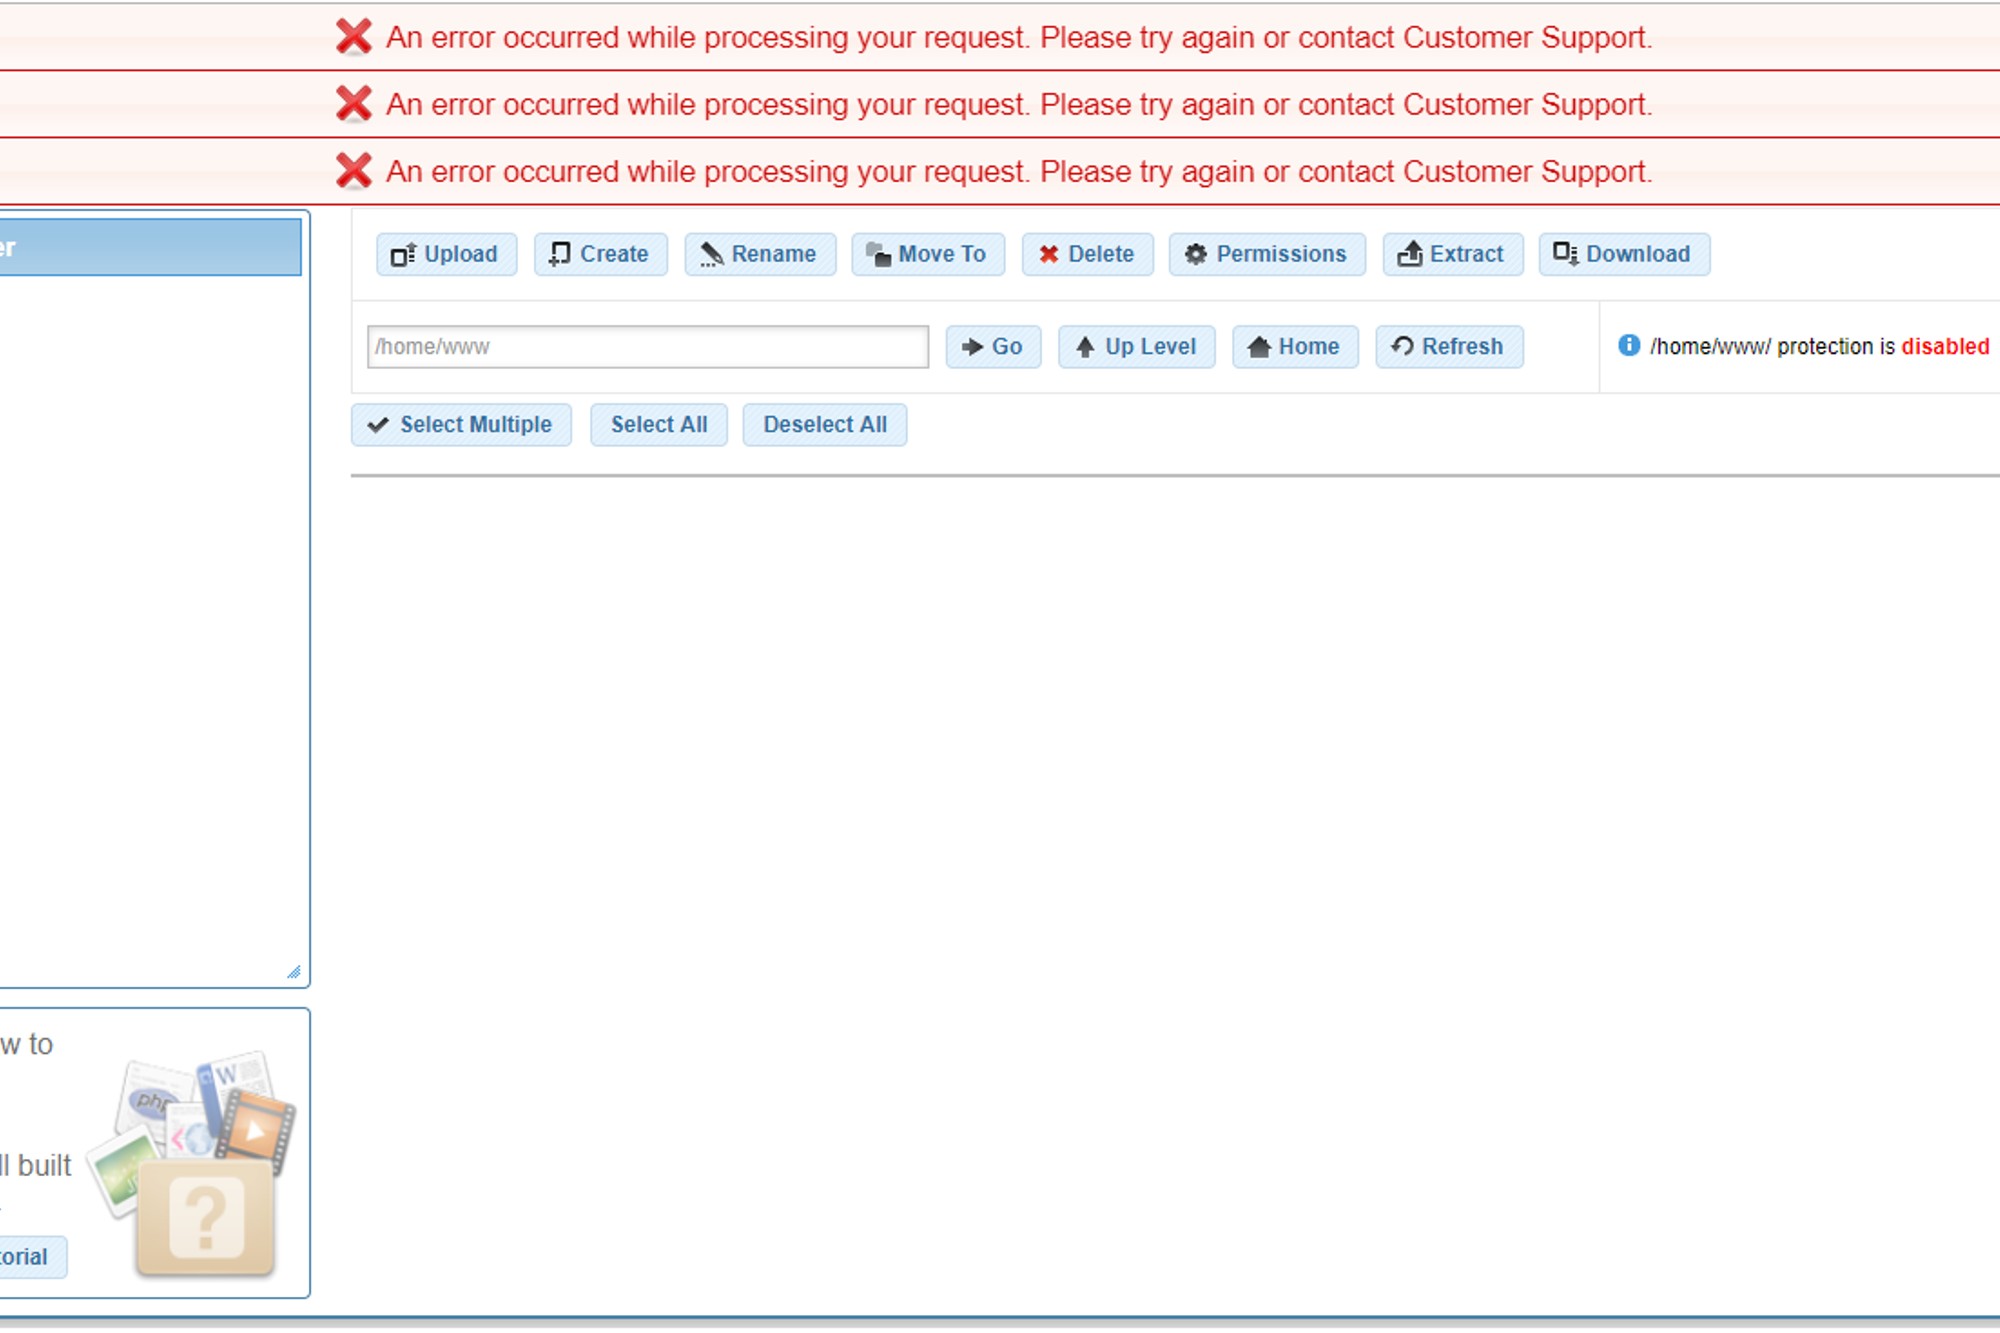 An error occurred while processing your request. Please try again or contact Customer Support.
An error occurred while processing your request. Please try again or contact Customer Support.
An error occurred while processing your request. Please try again or contact Customer Support.
er
Upload Create Rename Move To Delete Permissions Extract Download
/home/www Go Up Level Home Refresh /home/www/ protection is disabled
Select Multiple Select All Deselect All
w to
ll built
torial
php
W
?